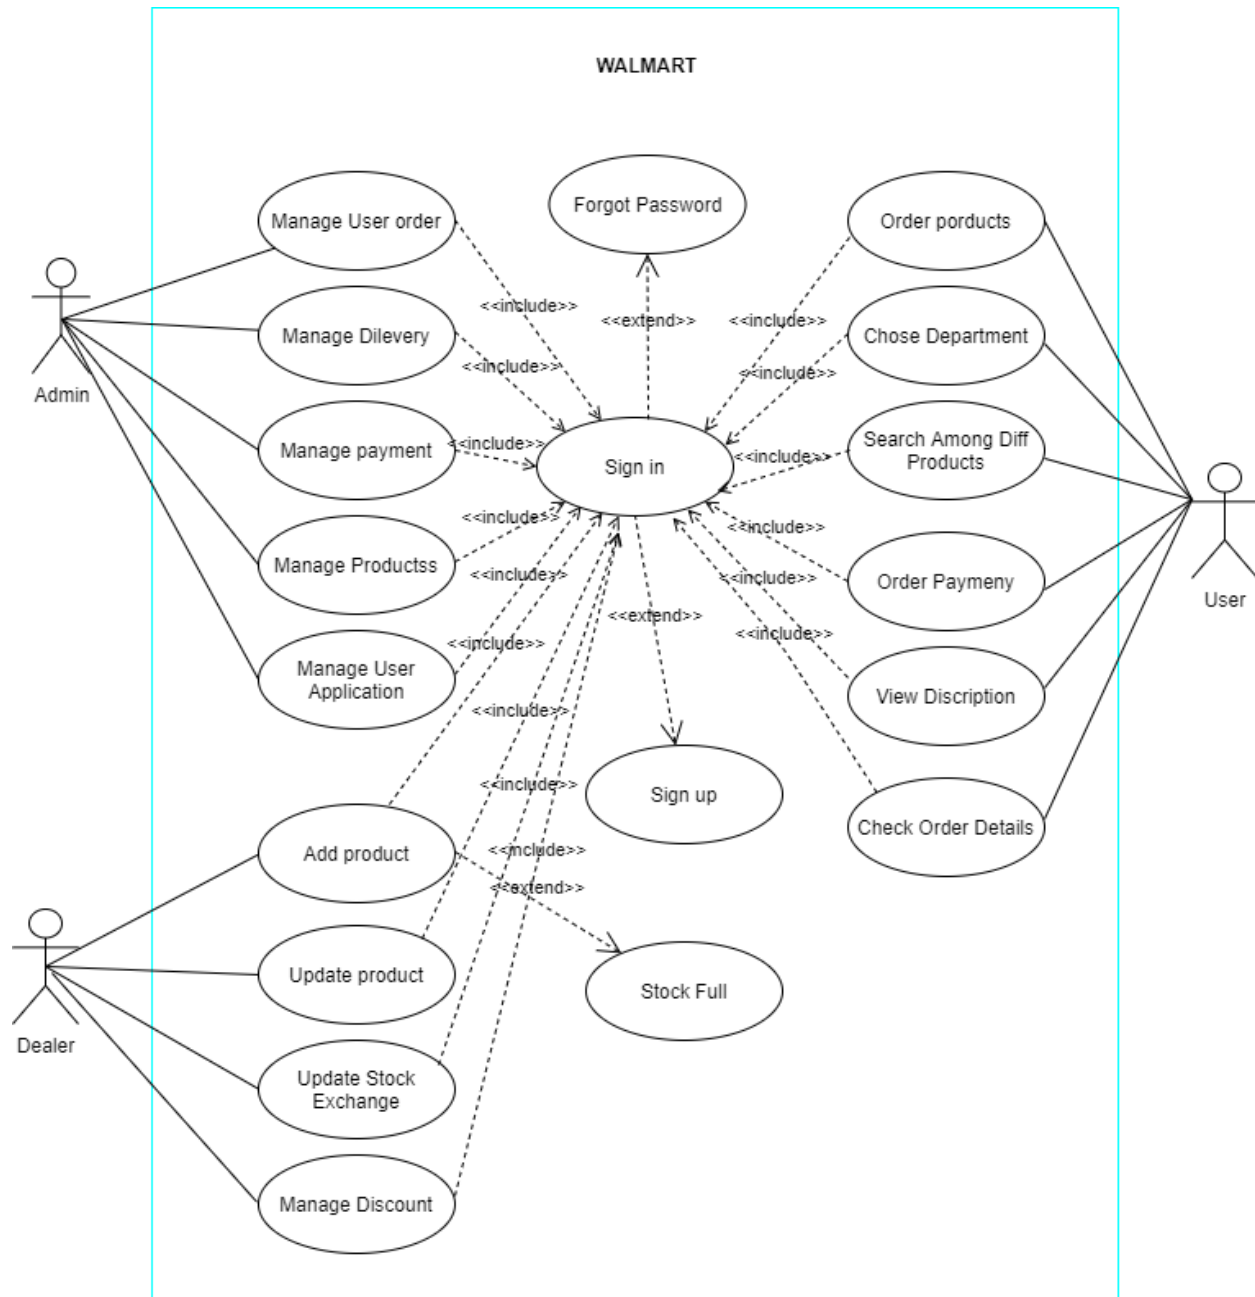 WALMART
Forgot Password
Manage User order
Order porducts
<<include>>
<<extend>>
<<include>>
Manage Dilevery
Chose Department
<<include>>
<<include>>
Admin
Manage payment
<<include>>
Sign in
<<include>>
Search Among Diff
Products
Manage Productss
<<include>>
<<include>>
Order Paymeny
<<include>>
<<include>>
User
<<extend>>
<<include>>
<<include>>
Manage User
Application
View Discription
<<include>>
<<include>>
Sign up
Check Order Details
Add product
<<include>>
<<extend>>
Update product
Stock Full
Dealer
Update Stock
Exchange
Manage Discount